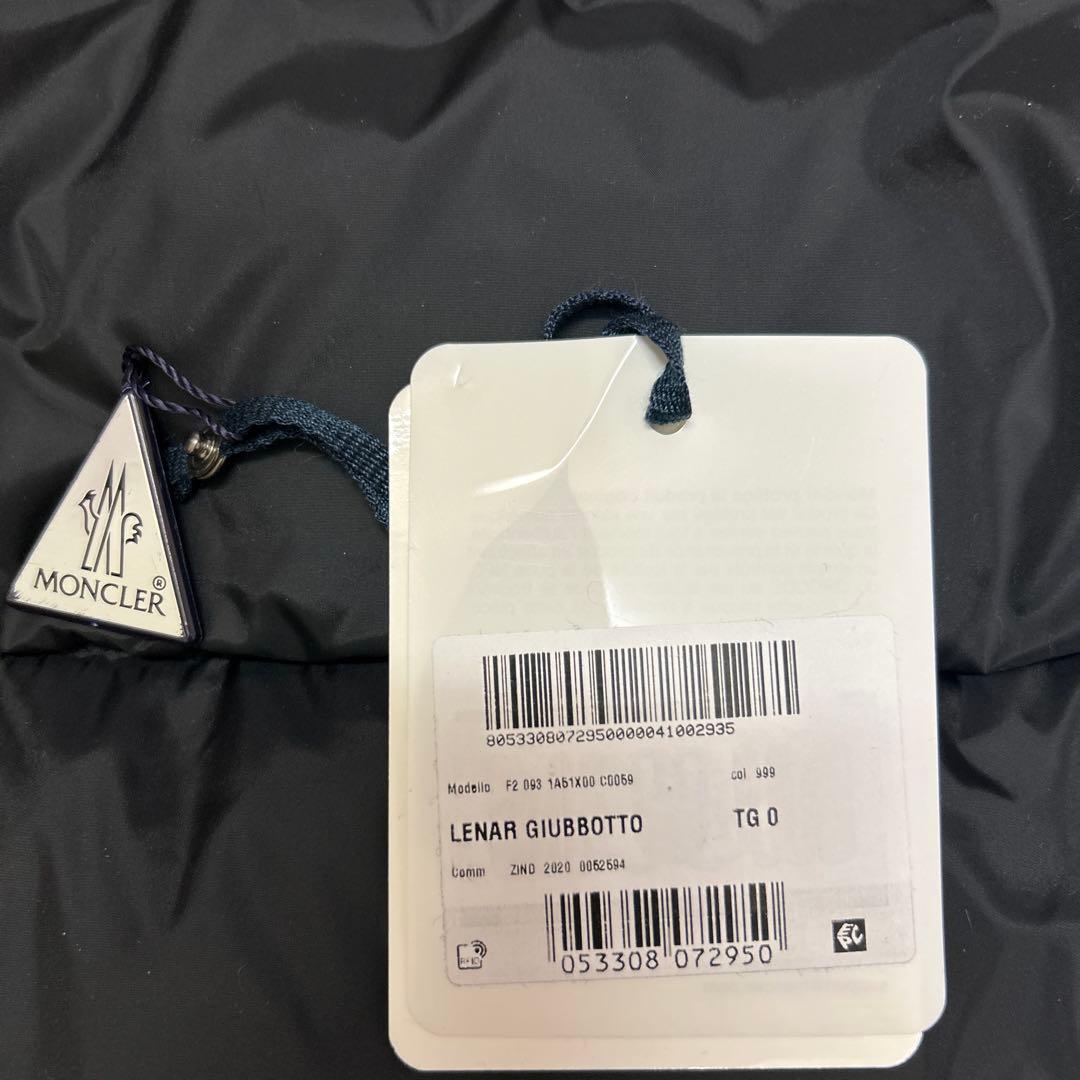 MONCLER®
8053308072950000041002935
Modello F2 093 1A51X00 C0059 col 999
LENAR GIUBBOTTO TG 0
Comm ZIND 2020 0052594
RFID
053308 072950